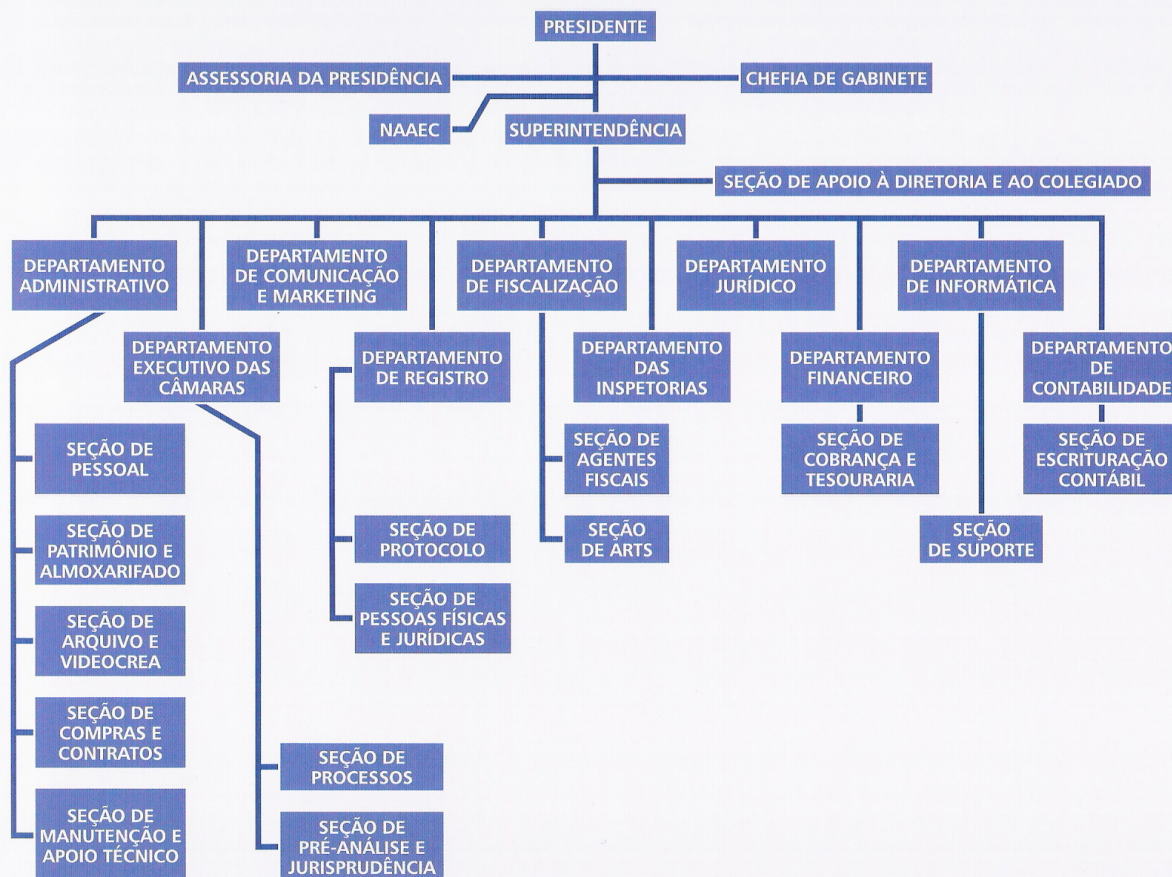 PRESIDENTE
ASSESSORIA DA PRESIDÊNCIA
CHEFIA DE GABINETE
NAAEC
SUPERINTENDÊNCIA
SEÇÃO DE APOIO À DIRETORIA E AO COLEGIADO
DEPARTAMENTO
ADMINISTRATIVO
DEPARTAMENTO
DE COMUNICAÇÃO
E MARKETING
DEPARTAMENTO
DE FISCALIZAÇÃO
DEPARTAMENTO
JURÍDICO
DEPARTAMENTO
DE INFORMÁTICA
DEPARTAMENTO
EXECUTIVO DAS
CÂMARAS
DEPARTAMENTO
DE REGISTRO
DEPARTAMENTO
DAS
INSPETORIAS
DEPARTAMENTO
FINANCEIRO
DEPARTAMENTO
DE
CONTABILIDADE
SEÇÃO DE
PESSOAL
SEÇÃO DE
AGENTES
FISCAIS
SEÇÃO DE
COBRANÇA E
TESOURARIA
SEÇÃO DE
ESCRITURAÇÃO
CONTÁBIL
SEÇÃO DE
PATRIMÔNIO E
ALMOXARIFADO
SEÇÃO DE
PROTOCOLO
SEÇÃO
DE ARTS
SEÇÃO
DE SUPORTE
SEÇÃO DE
ARQUIVO E
VIDEOCREA
SEÇÃO DE
PESSOAS FÍSICAS
E JURÍDICAS
SEÇÃO DE
COMPRAS E
CONTRATOS
SEÇÃO DE
PROCESSOS
SEÇÃO DE
MANUTENÇÃO E
APOIO TÉCNICO
SEÇÃO DE
PRÉ-ANÁLISE E
JURISPRUDÊNCIA